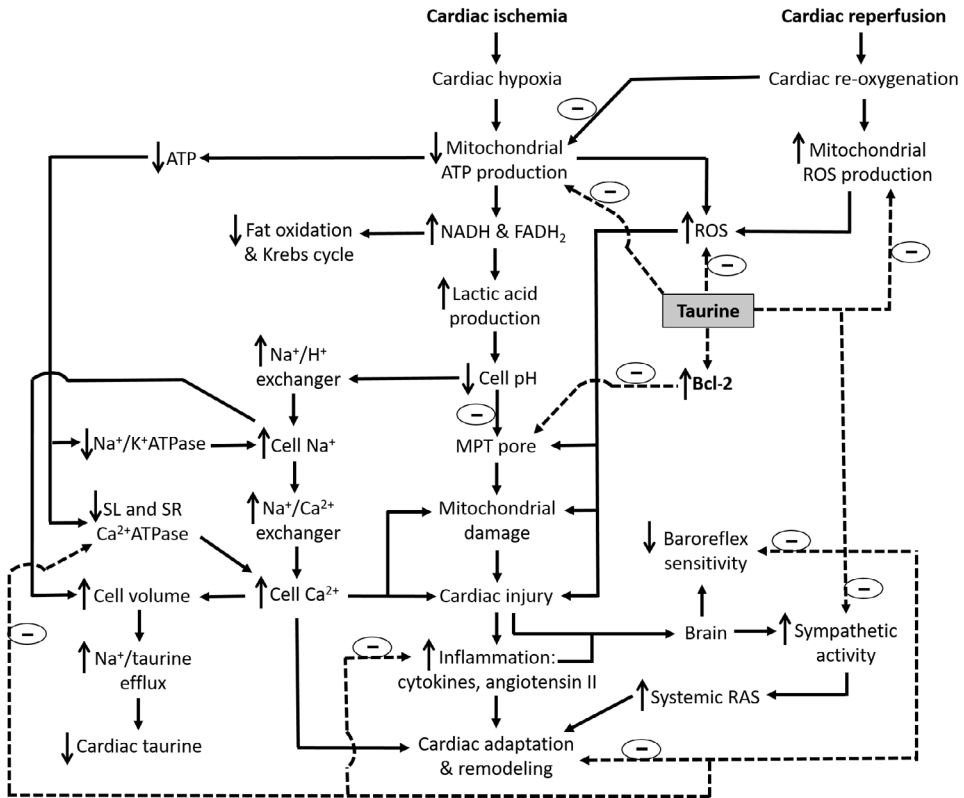 Cardiac ischemia
Cardiac reperfusion
Cardiac hypoxia
Cardiac re-oxygenation
−
↓ATP
↓ Mitochondrial
ATP production
↑ Mitochondrial
ROS production
−
↓ Fat oxidation
& Krebs cycle
↑ NADH & FADH₂
↑ROS
−
−
↑ Lactic acid
production
Taurine
↑ Na⁺/H⁺
exchanger
↓ Cell pH
−
↑Bcl-2
−
↓Na⁺/K⁺ATPase
↑ Cell Na⁺
MPT pore
↓SL and SR
Ca²⁺ATPase
↑ Na⁺/Ca²⁺
exchanger
Mitochondrial
damage
↓ Baroreflex
sensitivity
−
↑ Cell volume
↑ Cell Ca²⁺
Cardiac injury
−
−
↑ Na⁺/taurine
efflux
−
↑ Inflammation:
cytokines, angiotensin II
Brain
↑ Sympathetic
activity
↑ Systemic RAS
↓ Cardiac taurine
Cardiac adaptation
& remodeling
−